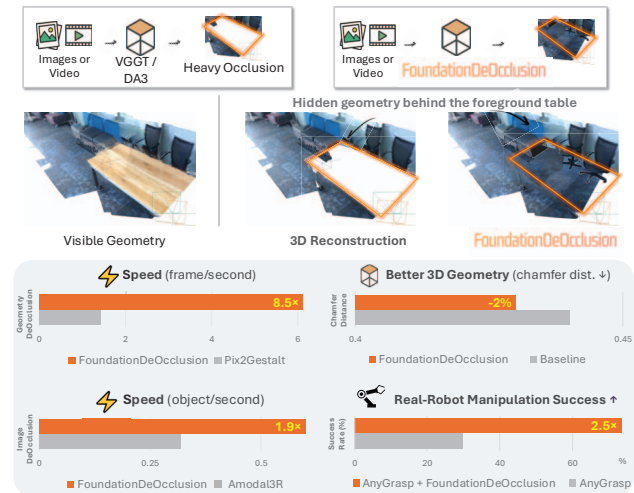 Images or
Video
VGGT /
DA3
Heavy Occlusion
Images or
Video
FoundationDeOcclusion
Hidden geometry behind the foreground table
Visible Geometry
3D Reconstruction
FoundationDeOcclusion
Speed (frame/second)
Geometry
DeOcclusion
8.5×
0
2
4
6
FoundationDeOcclusion
Pix2Gestalt
Better 3D Geometry (chamfer dist. ↓)
Chamfer
Distance
-2%
0.4
0.45
FoundationDeOcclusion
Baseline
Speed (object/second)
Image
DeOcclusion
1.9×
0
0.25
0.5
FoundationDeOcclusion
Amodal3R
Real-Robot Manipulation Success ↑
Success
Rate (%)
2.5×
0
20
40
60
%
AnyGrasp + FoundationDeOcclusion
AnyGrasp